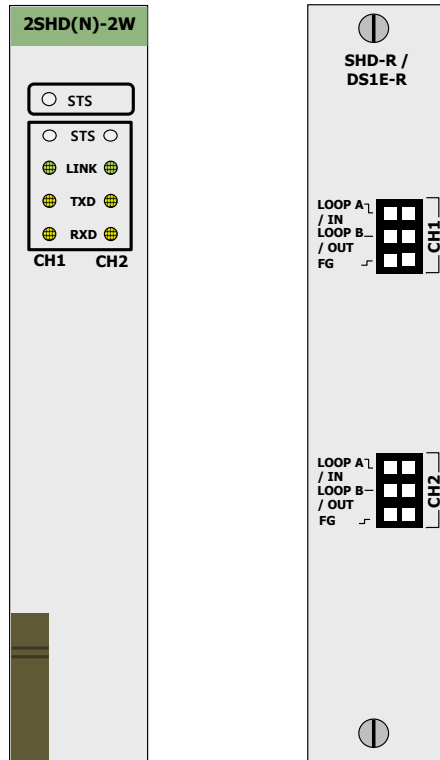 2SHD(N)-2W
STS
STS
LINK
TXD
RXD
CH1 CH2
SHD-R /
DS1E-R
LOOP A
/ IN
LOOP B
/ OUT
FG
CH1
LOOP A
/ IN
LOOP B
/ OUT
FG
CH2